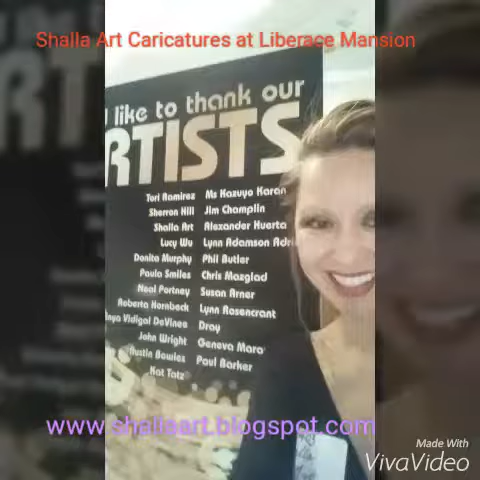 Shalla Art Caricatures at Liberace Mansion
like to thank our
RTISTS
Tori Ramirez Ms Kazuyo Karan
Sherron Hill Jim Champlin
Shalla Art Alexander Huerta
Lucy Wu Lynn Adamson Adri
Donita Murphy Phil Butler
Paula Smiles Chris Mazglad
Neal Portney Susan Arner
Roberta Hornbeck Lynn Rosencrant
Vidigal DeVines Dray
John Wright Geneva Mara
Austin Bowles Paul Barker
Kat Tatz
www.shallaart.blogspot.com
Made With
VivaVideo